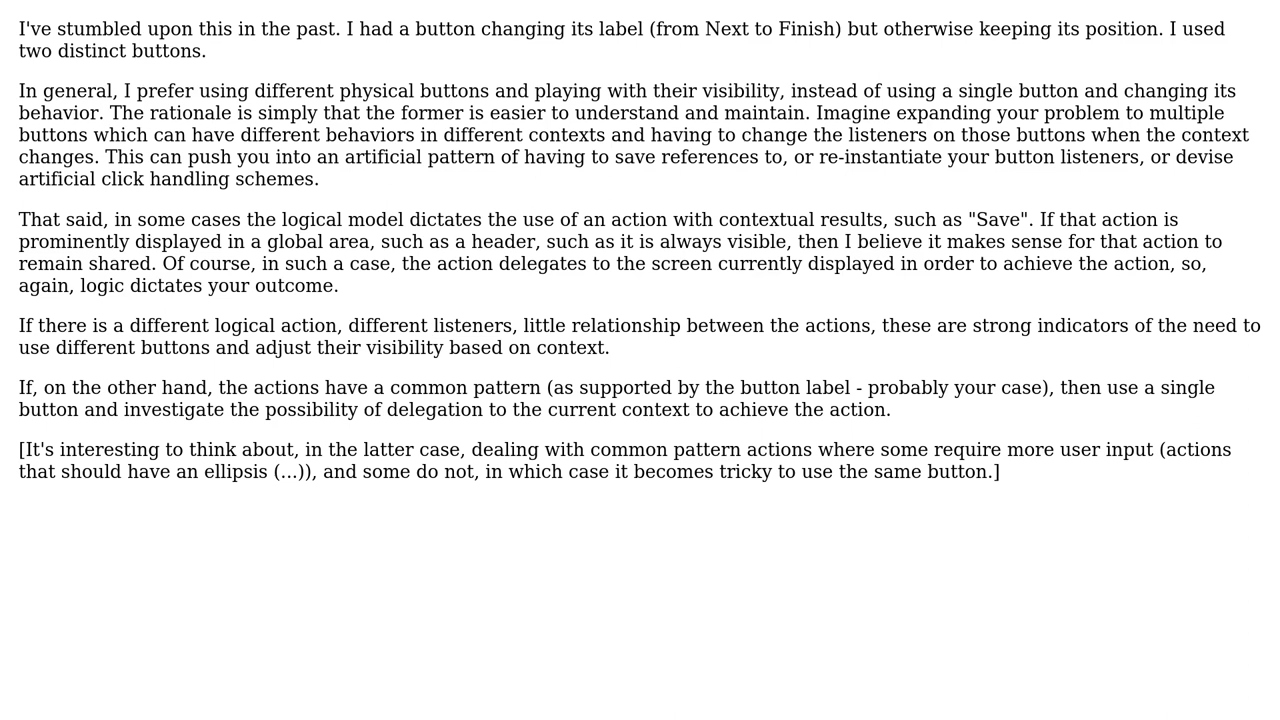 I've stumbled upon this in the past. I had a button changing its label (from Next to Finish) but otherwise keeping its position. I used
two distinct buttons.
In general, I prefer using different physical buttons and playing with their visibility, instead of using a single button and changing its
behavior. The rationale is simply that the former is easier to understand and maintain. Imagine expanding your problem to multiple
buttons which can have different behaviors in different contexts and having to change the listeners on those buttons when the context
changes. This can push you into an artificial pattern of having to save references to, or re-instantiate your button listeners, or devise
artificial click handling schemes.
That said, in some cases the logical model dictates the use of an action with contextual results, such as "Save". If that action is
prominently displayed in a global area, such as a header, such as it is always visible, then I believe it makes sense for that action to
remain shared. Of course, in such a case, the action delegates to the screen currently displayed in order to achieve the action, so,
again, logic dictates your outcome.
If there is a different logical action, different listeners, little relationship between the actions, these are strong indicators of the need to
use different buttons and adjust their visibility based on context.
If, on the other hand, the actions have a common pattern (as supported by the button label - probably your case), then use a single
button and investigate the possibility of delegation to the current context to achieve the action.
[It's interesting to think about, in the latter case, dealing with common pattern actions where some require more user input (actions
that should have an ellipsis (...)), and some do not, in which case it becomes tricky to use the same button.]